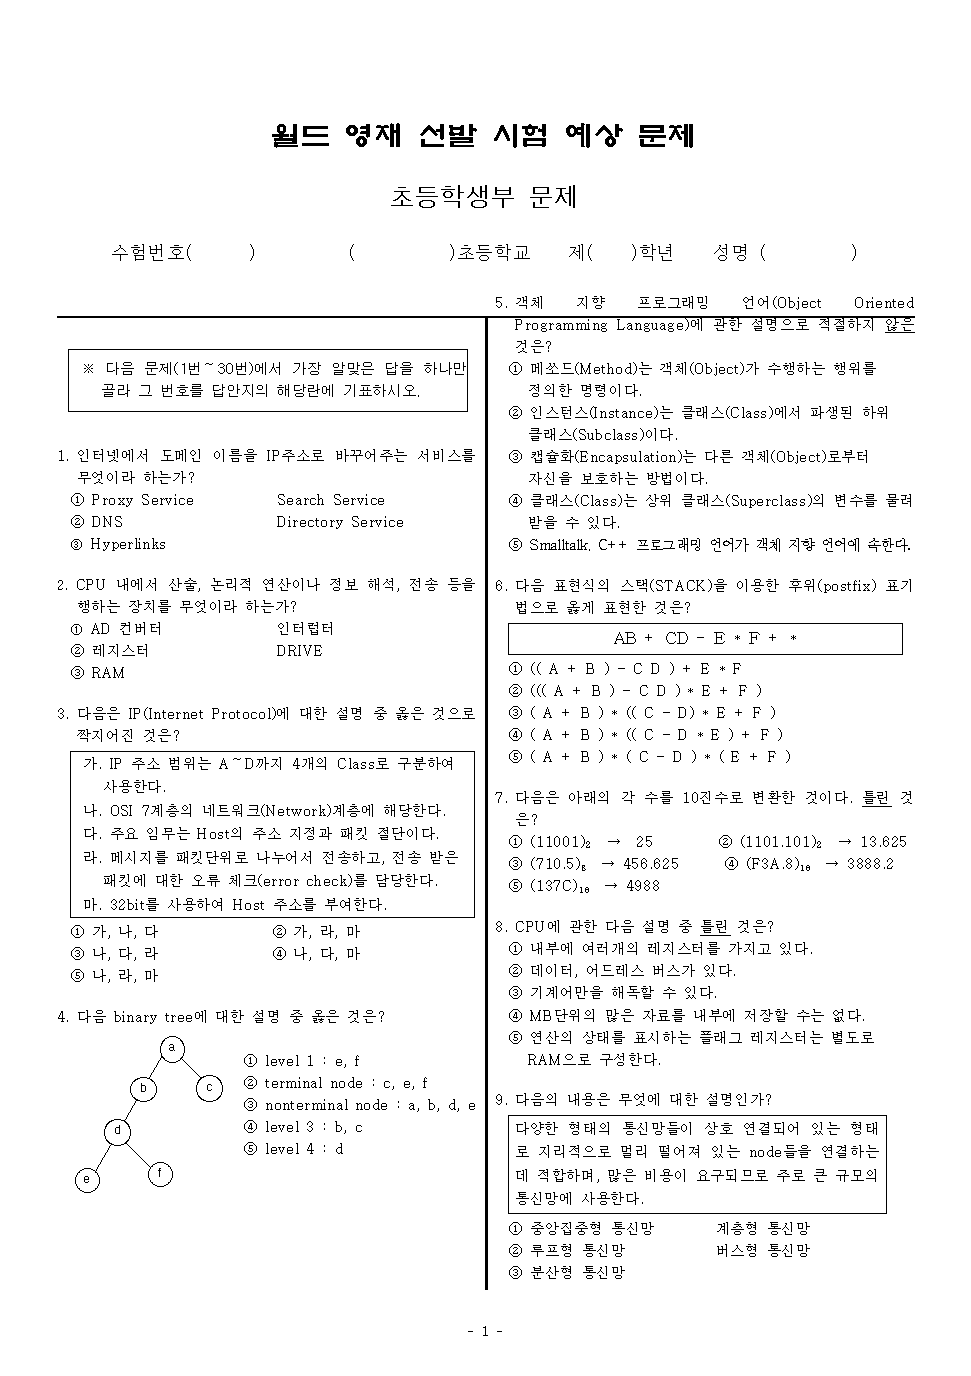 월드 영재 선발 시험 예상 문제
초등학생부 문제
수험번호( ) ( )초등학교 제( )학년 성명 ( )
※ 다음 문제(1번~30번)에서 가장 알맞은 답을 하나만
골라 그 번호를 답안지의 해당란에 기표하시오.
1. 인터넷에서 도메인 이름을 IP주소로 바꾸어주는 서비스를
무엇이라 하는가?
① Proxy Service Search Service
② DNS Directory Service
③ Hyperlinks
2. CPU 내에서 산술, 논리적 연산이나 정보 해석, 전송 등을
행하는 장치를 무엇이라 하는가?
① AD 컨버터 인터럽터
② 레지스터 DRIVE
③ RAM
3. 다음은 IP(Internet Protocol)에 대한 설명 중 옳은 것으로
짝지어진 것은?
가. IP 주소 범위는 A~D까지 4개의 Class로 구분하여
사용한다.
나. OSI 7계층의 네트워크(Network)계층에 해당한다.
다. 주요 임무는 Host의 주소 지정과 패킷 절단이다.
라. 메시지를 패킷단위로 나누어서 전송하고, 전송 받은
패킷에 대한 오류 체크(error check)를 담당한다.
마. 32bit를 사용하여 Host 주소를 부여한다.
① 가, 나, 다 ② 가, 라, 마
③ 나, 다, 라 ④ 나, 다, 마
⑤ 나, 라, 마
4. 다음 binary tree에 대한 설명 중 옳은 것은?
a
b c
d
e f
① level 1 : e, f
② terminal node : c, e, f
③ nonterminal node : a, b, d, e
④ level 3 : b, c
⑤ level 4 : d
5. 객체 지향 프로그래밍 언어(Object Oriented
Programming Language)에 관한 설명으로 적절하지 않은
것은?
① 메쏘드(Method)는 객체(Object)가 수행하는 행위를
정의한 명령이다.
② 인스턴스(Instance)는 클래스(Class)에서 파생된 하위
클래스(Subclass)이다.
③ 캡슐화(Encapsulation)는 다른 객체(Object)로부터
자신을 보호하는 방법이다.
④ 클래스(Class)는 상위 클래스(Superclass)의 변수를 물려
받을 수 있다.
⑤ Smalltalk, C++ 프로그래밍 언어가 객체 지향 언어에 속한다.
6. 다음 표현식의 스택(STACK)을 이용한 후위(postfix) 표기
법으로 옳게 표현한 것은?
AB + CD - E * F + *
① (( A + B ) - C D ) + E * F
② ((( A + B ) - C D ) * E + F )
③ ( A + B ) * (( C - D) * E + F )
④ ( A + B ) * (( C - D * E ) + F )
⑤ ( A + B ) * ( C - D ) * ( E + F )
7. 다음은 아래의 각 수를 10진수로 변환한 것이다. 틀린 것
은?
① (11001)₂ → 25 ② (1101.101)₂ → 13.625
③ (710.5)₈ → 456.625 ④ (F3A.8)₁₆ → 3888.2
⑤ (137C)₁₆ → 4988
8. CPU에 관한 다음 설명 중 틀린 것은?
① 내부에 여러개의 레지스터를 가지고 있다.
② 데이터, 어드레스 버스가 있다.
③ 기계어만을 해독할 수 있다.
④ MB단위의 많은 자료를 내부에 저장할 수는 없다.
⑤ 연산의 상태를 표시하는 플래그 레지스터는 별도로
RAM으로 구성한다.
9. 다음의 내용은 무엇에 대한 설명인가?
다양한 형태의 통신망들이 상호 연결되어 있는 형태
로 지리적으로 멀리 떨어져 있는 node들을 연결하는
데 적합하며, 많은 비용이 요구되므로 주로 큰 규모의
통신망에 사용한다.
① 중앙집중형 통신망 계층형 통신망
② 루프형 통신망 버스형 통신망
③ 분산형 통신망
- 1 -